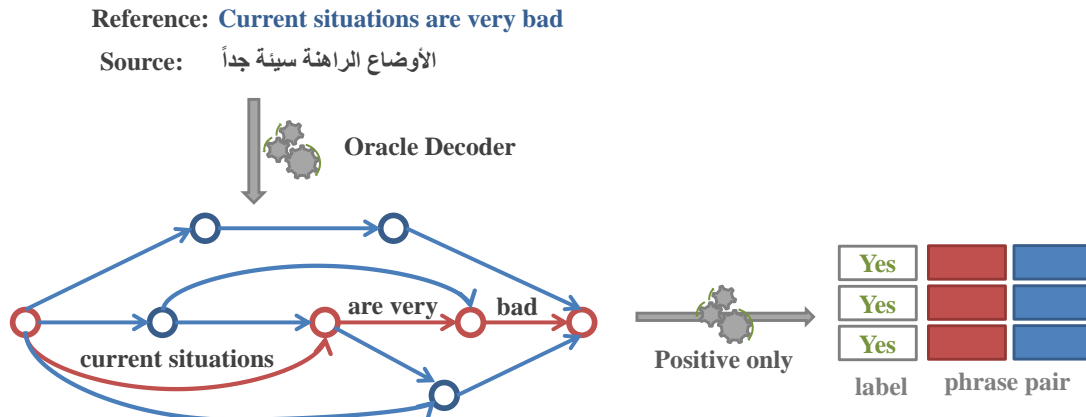 Reference: Current situations are very bad
Source: الأوضاع الراهنة سيئة جداً
Oracle Decoder
are very
bad
current situations
Positive only
Yes
Yes
Yes
label
phrase pair